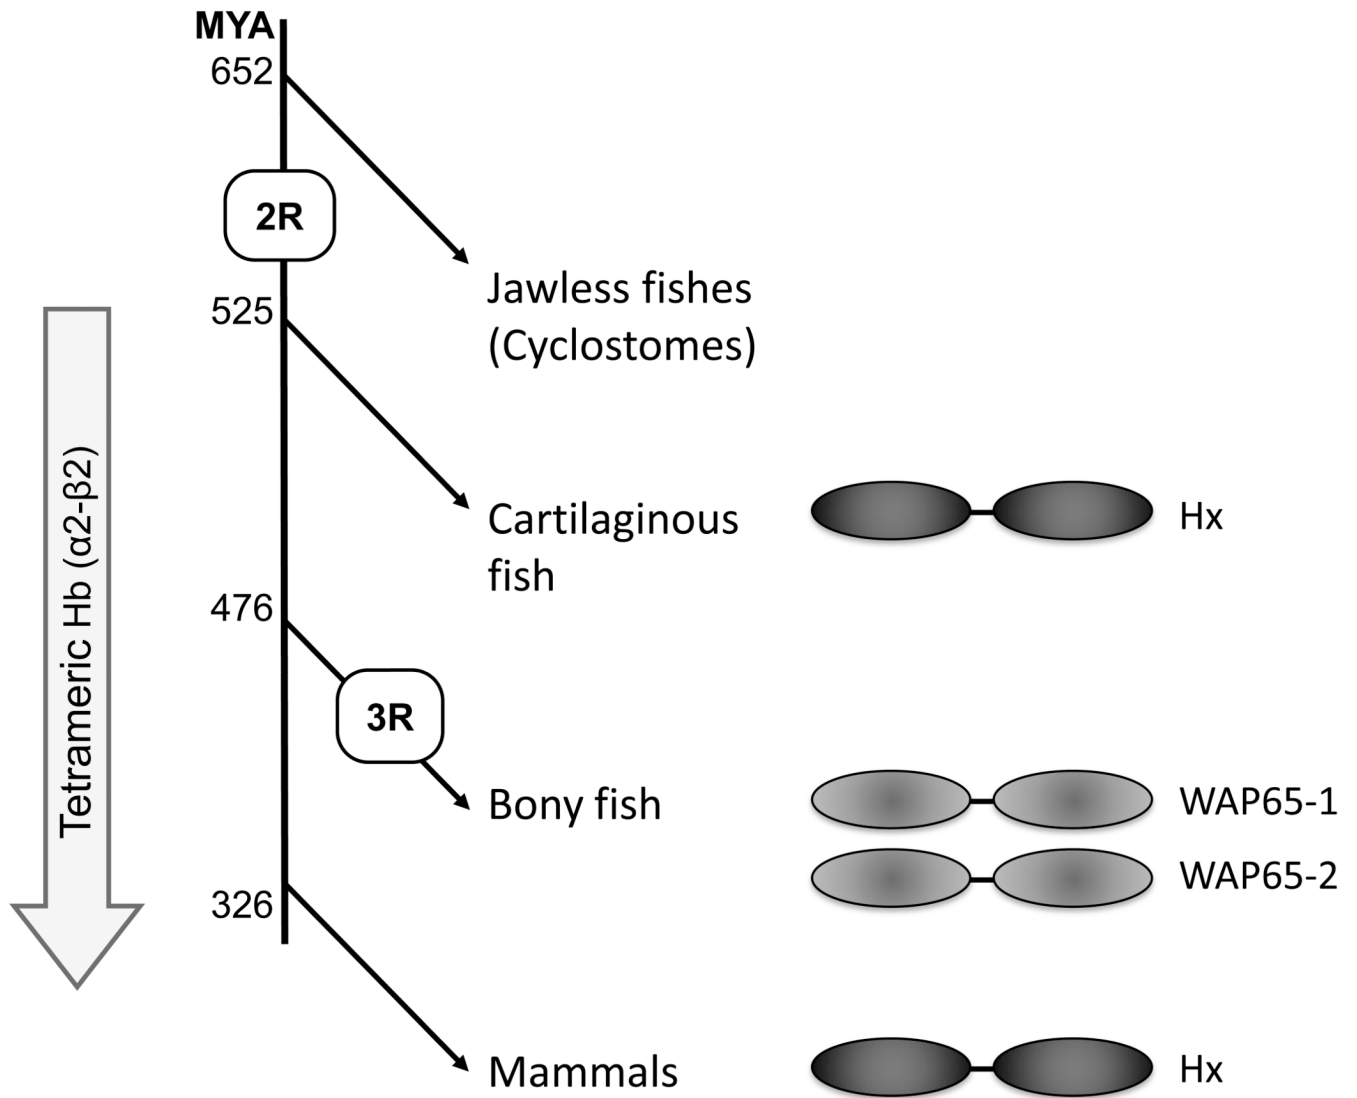 MYA
652
2R
Jawless fishes
(Cyclostomes)
525
Tetrameric Hb (α2-β2)
Cartilaginous
fish
Hx
476
3R
Bony fish
WAP65-1
WAP65-2
326
Mammals
Hx